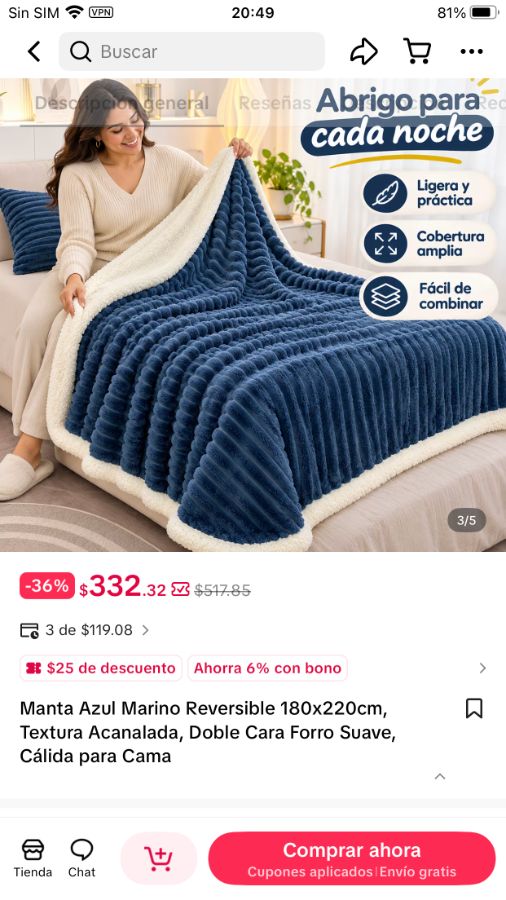 Sin SIM VPN 20:49 81%
Buscar
Descripción general Reseñas
Abrigo para
cada noche
Ligera y
práctica
Cobertura
amplia
Fácil de
combinar
3/5
-36% $332.32 $517.85
3 de $119.08
$25 de descuento Ahorra 6% con bono
Manta Azul Marino Reversible 180x220cm,
Textura Acanalada, Doble Cara Forro Suave,
Cálida para Cama
Tienda Chat
Comprar ahora
Cupones aplicados | Envío gratis